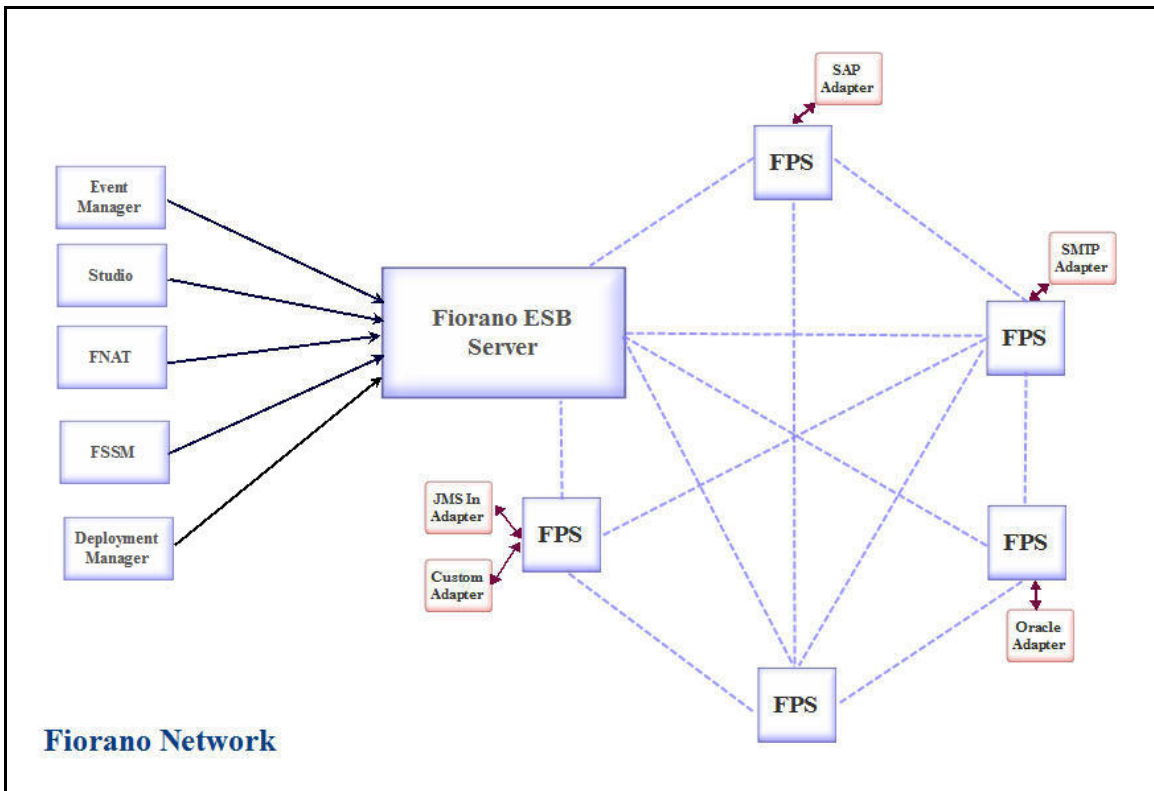 SAP
Adapter
FPS
Event
Manager
Studio
FNAT
FSSM
Deployment
Manager
Fiorano ESB
Server
SMTP
Adapter
FPS
JMS In
Adapter
Custom
Adapter
FPS
FPS
Oracle
Adapter
FPS
Fiorano Network